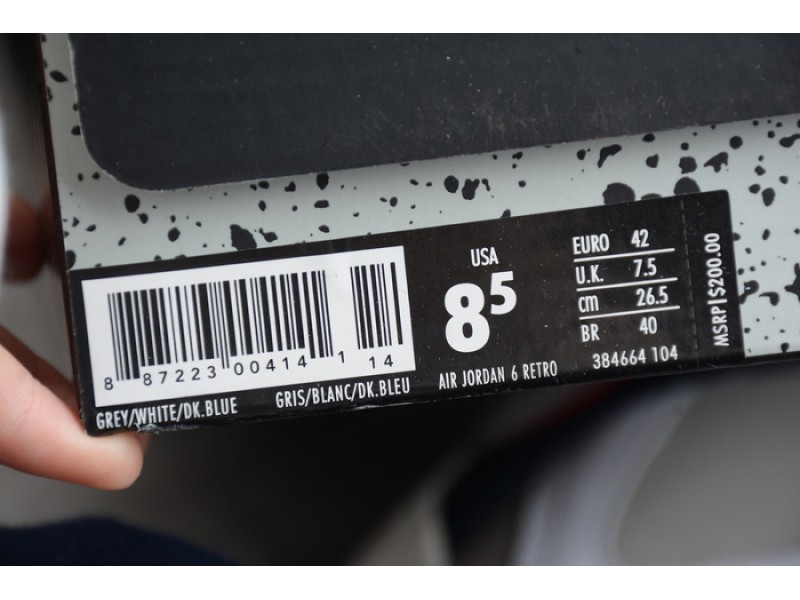 8 87223 00414 1 14
GREY/WHITE/DK.BLUE GRIS/BLANC/DK.BLEU
USA
8⁵
AIR JORDAN 6 RETRO
EURO 42
U.K. 7.5
cm 26.5
BR 40
384664 104
MSRP|$200.00